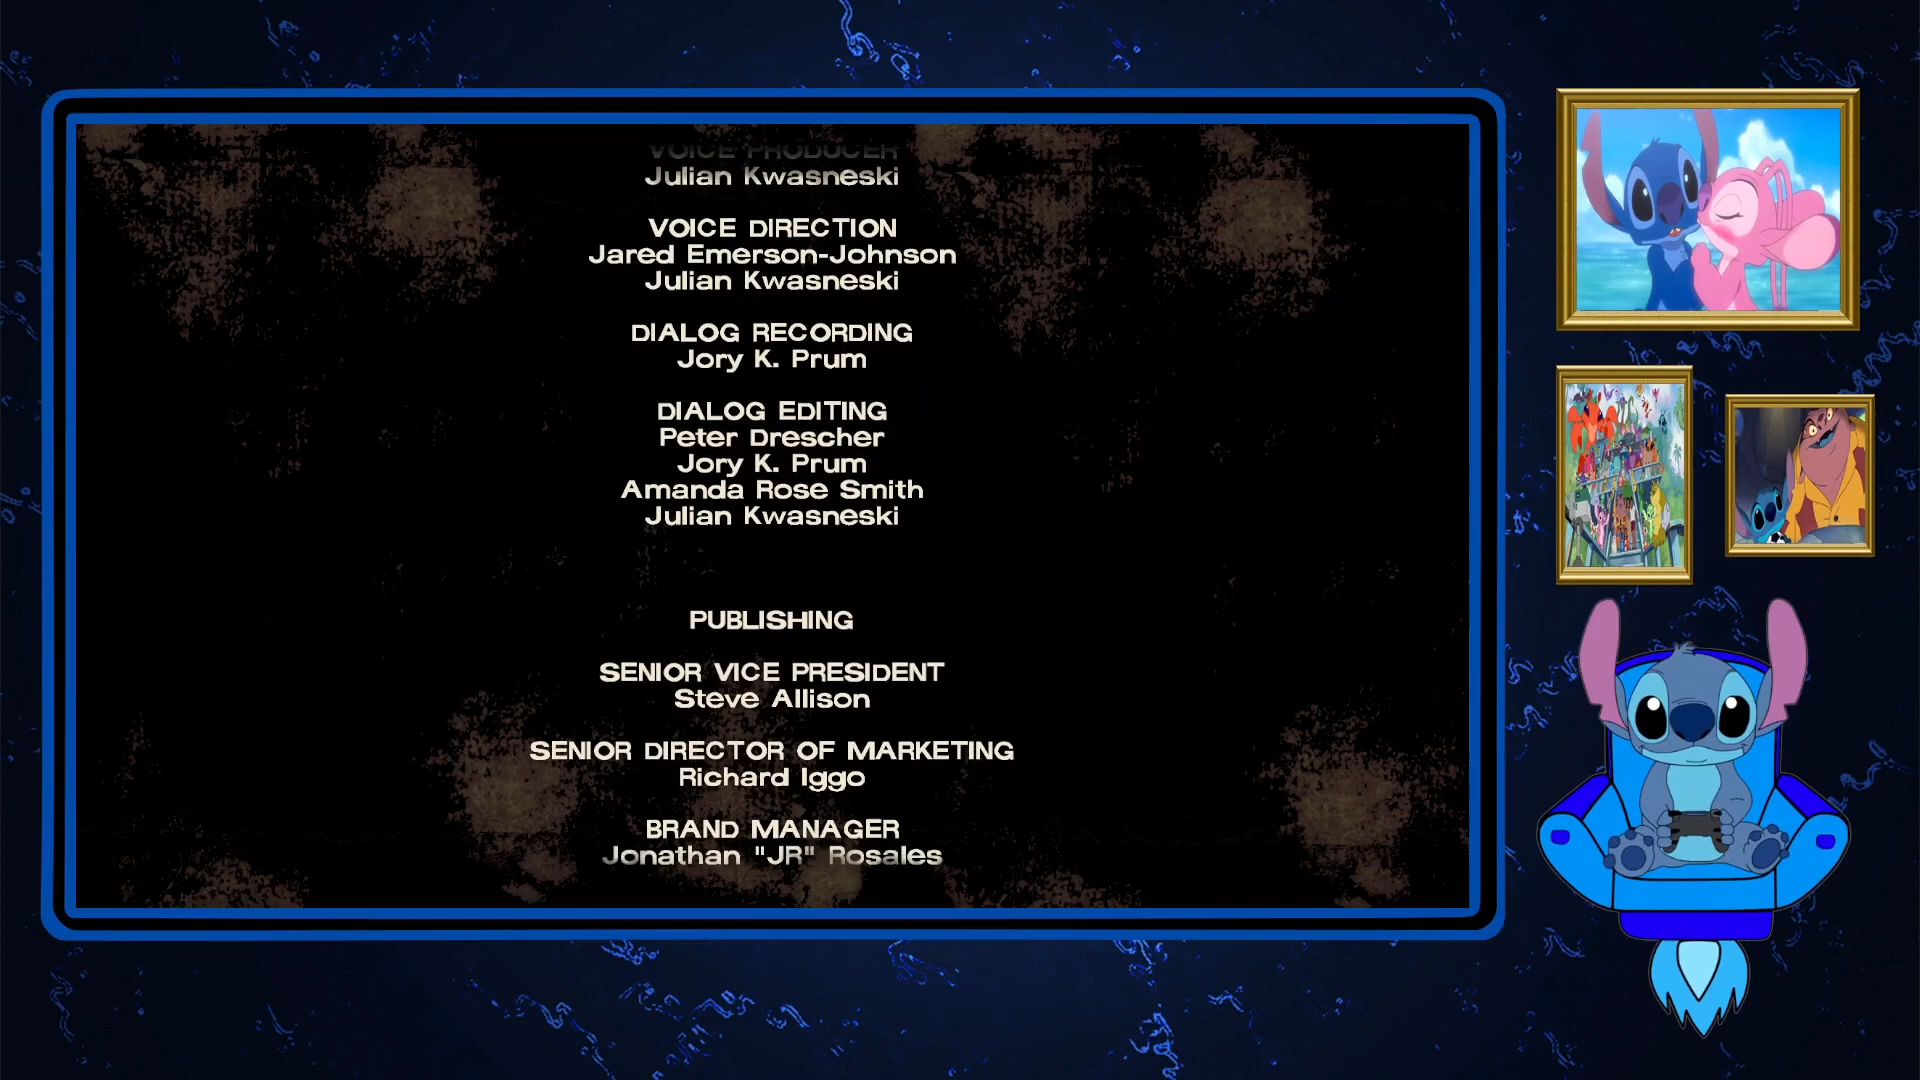 VOICE PRODUCER
Julian Kwasneski
VOICE DIRECTION
Jared Emerson-Johnson
Julian Kwasneski
DIALOG RECORDING
Jory K. Prum
DIALOG EDITING
Peter Drescher
Jory K. Prum
Amanda Rose Smith
Julian Kwasneski
PUBLISHING
SENIOR VICE PRESIDENT
Steve Allison
SENIOR DIRECTOR OF MARKETING
Richard Iggo
BRAND MANAGER
Jonathan "JR" Rosales